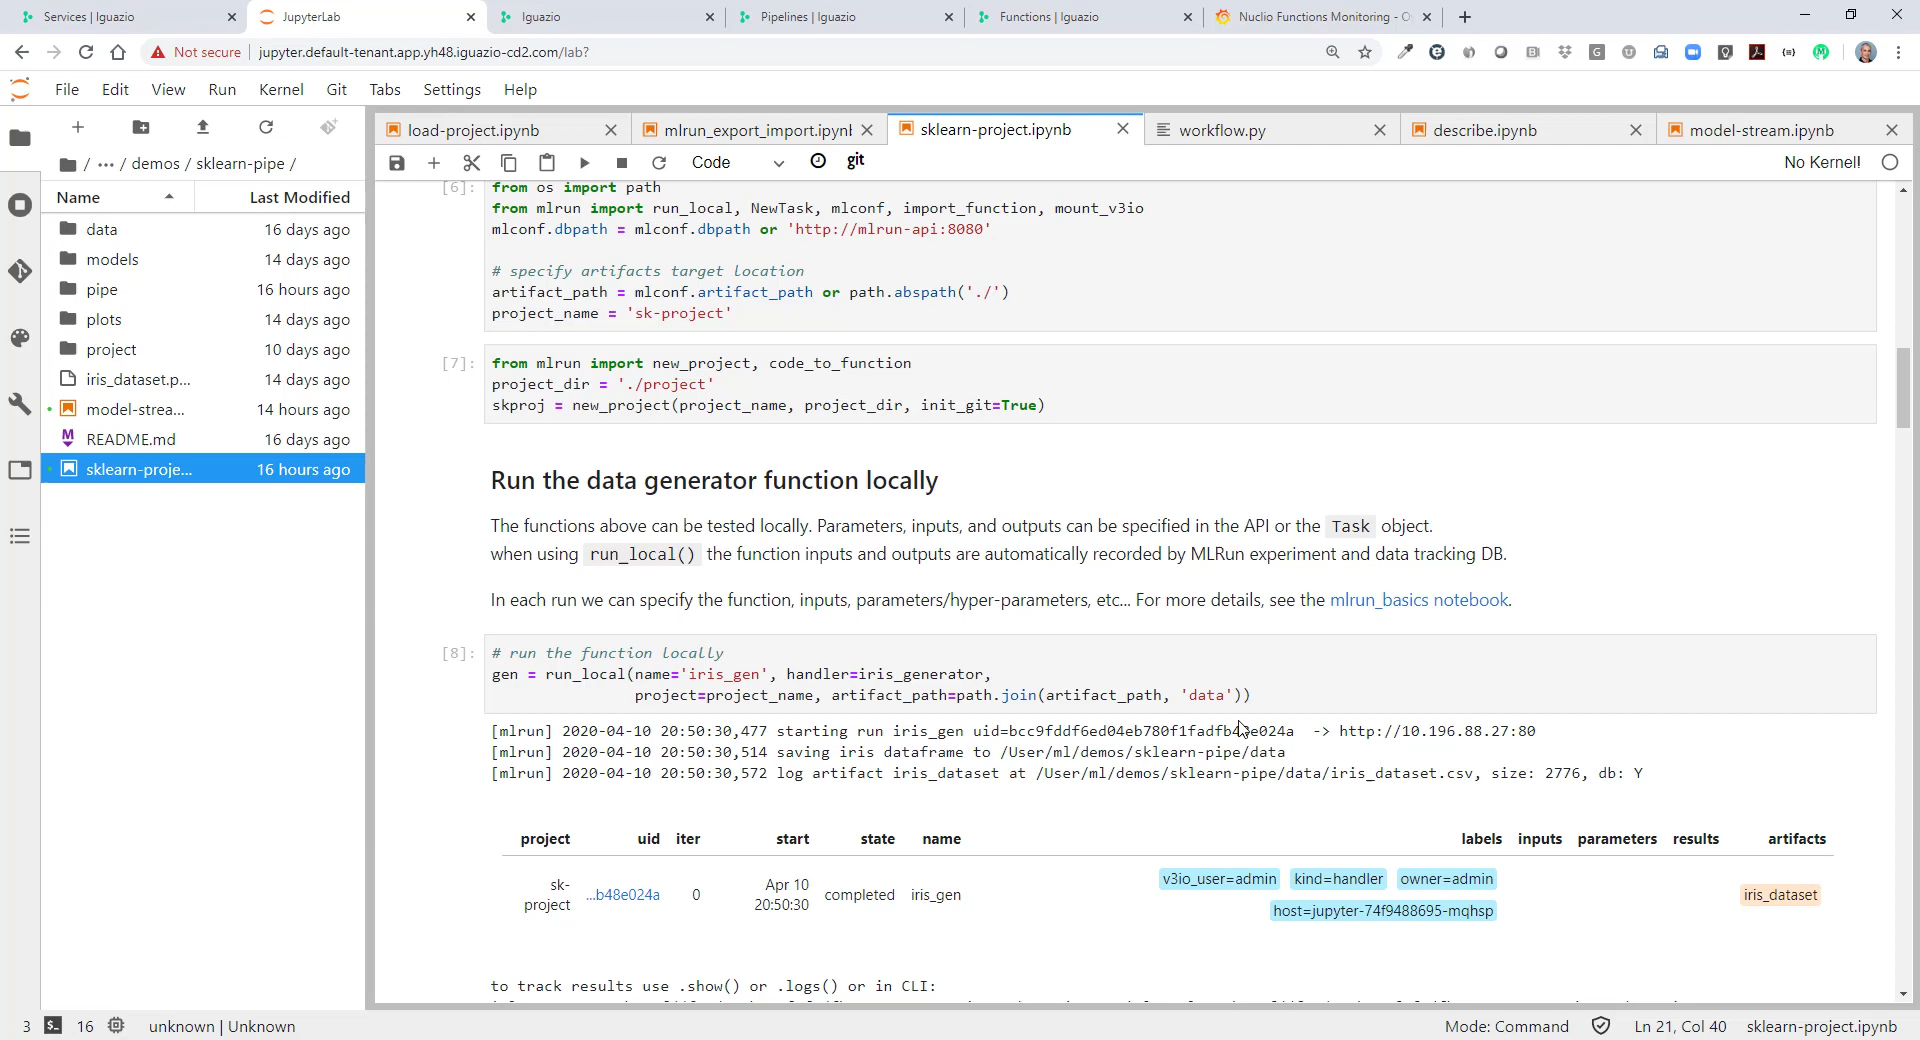 Services | Iguazio
JupyterLab
Iguazio
Pipelines | Iguazio
Functions | Iguazio
Nuclio Functions Monitoring - O
Not secure
jupyter.default-tenant.app.yh48.iguazio-cd2.com/lab?
File Edit View Run Kernel Git Tabs Settings Help
/ ··· / demos / sklearn-pipe /
Name Last Modified
data 16 days ago
models 14 days ago
pipe 16 hours ago
plots 14 days ago
project 10 days ago
iris_dataset.p... 14 days ago
model-strea... 14 hours ago
README.md 16 days ago
sklearn-proje... 16 hours ago
load-project.ipynb
mlrun_export_import.ipynb
sklearn-project.ipynb
workflow.py
describe.ipynb
model-stream.ipynb
Code
git
No Kernel!
[6]: from os import path
from mlrun import run_local, NewTask, mlconf, import_function, mount_v3io
mlconf.dbpath = mlconf.dbpath or 'http://mlrun-api:8080'
# specify artifacts target location
artifact_path = mlconf.artifact_path or path.abspath('./')
project_name = 'sk-project'
[7]: from mlrun import new_project, code_to_function
project_dir = './project'
skproj = new_project(project_name, project_dir, init_git=True)
Run the data generator function locally
The functions above can be tested locally. Parameters, inputs, and outputs can be specified in the API or the Task object.
when using run_local() the function inputs and outputs are automatically recorded by MLRun experiment and data tracking DB.
In each run we can specify the function, inputs, parameters/hyper-parameters, etc... For more details, see the mlrun_basics notebook.
[8]: # run the function locally
gen = run_local(name='iris_gen', handler=iris_generator,
project=project_name, artifact_path=path.join(artifact_path, 'data'))
[mlrun] 2020-04-10 20:50:30,477 starting run iris_gen uid=bcc9fddf6ed04eb780f1fadfb48e024a -> http://10.196.88.27:80
[mlrun] 2020-04-10 20:50:30,514 saving iris dataframe to /User/ml/demos/sklearn-pipe/data
[mlrun] 2020-04-10 20:50:30,572 log artifact iris_dataset at /User/ml/demos/sklearn-pipe/data/iris_dataset.csv, size: 2776, db: Y
project uid iter start state name labels inputs parameters results artifacts
sk-project ...b48e024a 0 Apr 10 20:50:30 completed iris_gen v3io_user=admin kind=handler owner=admin host=jupyter-74f9488695-mqhsp iris_dataset
to track results use .show() or .logs() or in CLI:
3 16 unknown | Unknown
Mode: Command
Ln 21, Col 40
sklearn-project.ipynb